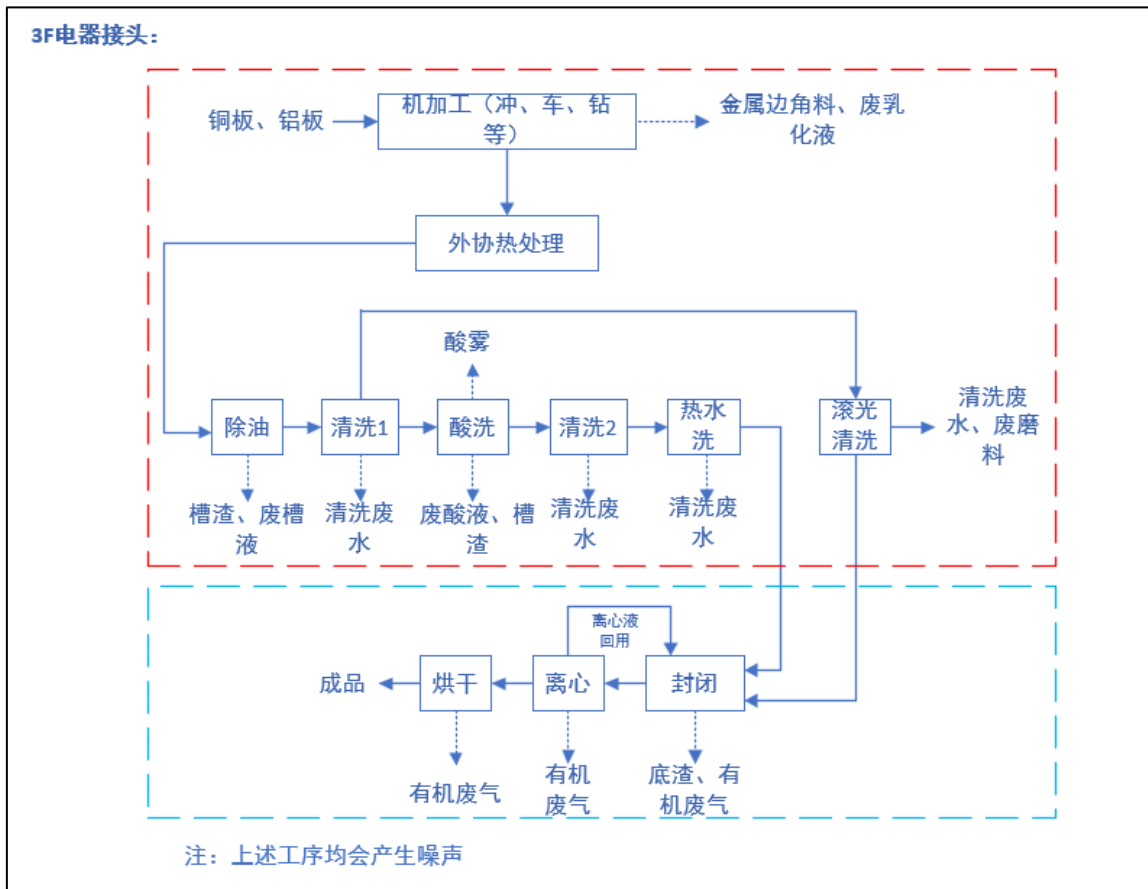 3F电器接头：
铜板、铝板
机加工（冲、车、钻
等）
金属边角料、废乳
化液
外协热处理
酸雾
除油
清洗1
酸洗
清洗2
热水
洗
滚光
清洗
清洗废
水、废磨
料
槽渣、废槽
液
清洗废
水
废酸液、槽
渣
清洗废
水
清洗废
水
离心液
回用
成品
烘干
离心
封闭
有机废气
有机
废气
底渣、有
机废气
注：上述工序均会产生噪声